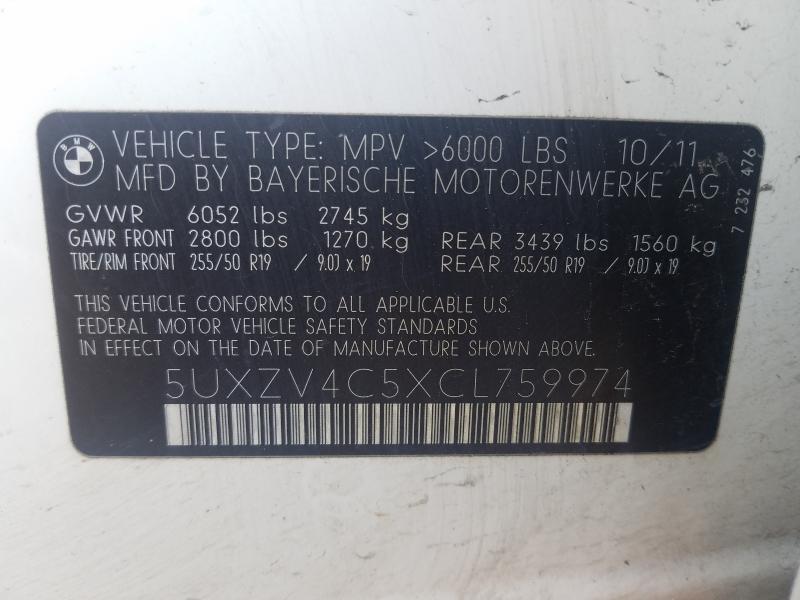 BMW
VEHICLE TYPE: MPV >6000 LBS 10/11
MFD BY BAYERISCHE MOTORENWERKE AG
GVWR 6052 lbs 2745 kg
GAWR FRONT 2800 lbs 1270 kg REAR 3439 lbs 1560 kg
TIRE/RIM FRONT 255/50 R19 / 9.0J x 19 REAR 255/50 R19 / 9.0J x 19
THIS VEHICLE CONFORMS TO ALL APPLICABLE U.S.
FEDERAL MOTOR VEHICLE SAFETY STANDARDS
IN EFFECT ON THE DATE OF MANUFACTURE SHOWN ABOVE.
5UXZV4C5XCL759974
7 232 476